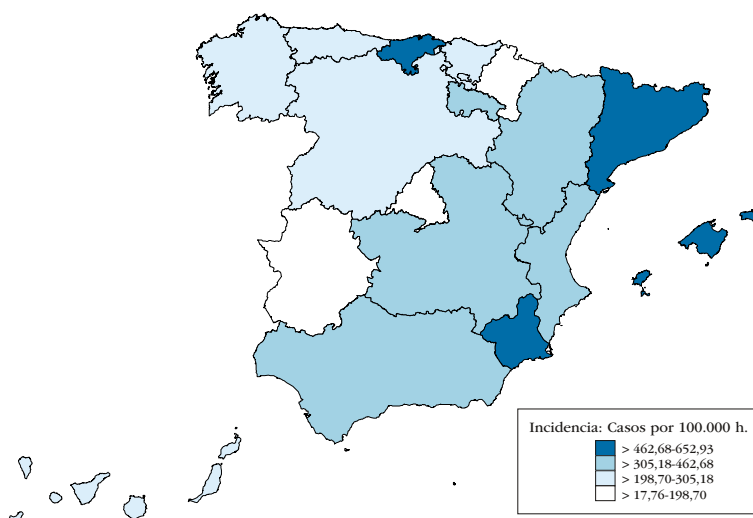 Incidencia: Casos por 100.000 h.
> 462,68-652,93
> 305,18-462,68
> 198,70-305,18
> 17,76-198,70